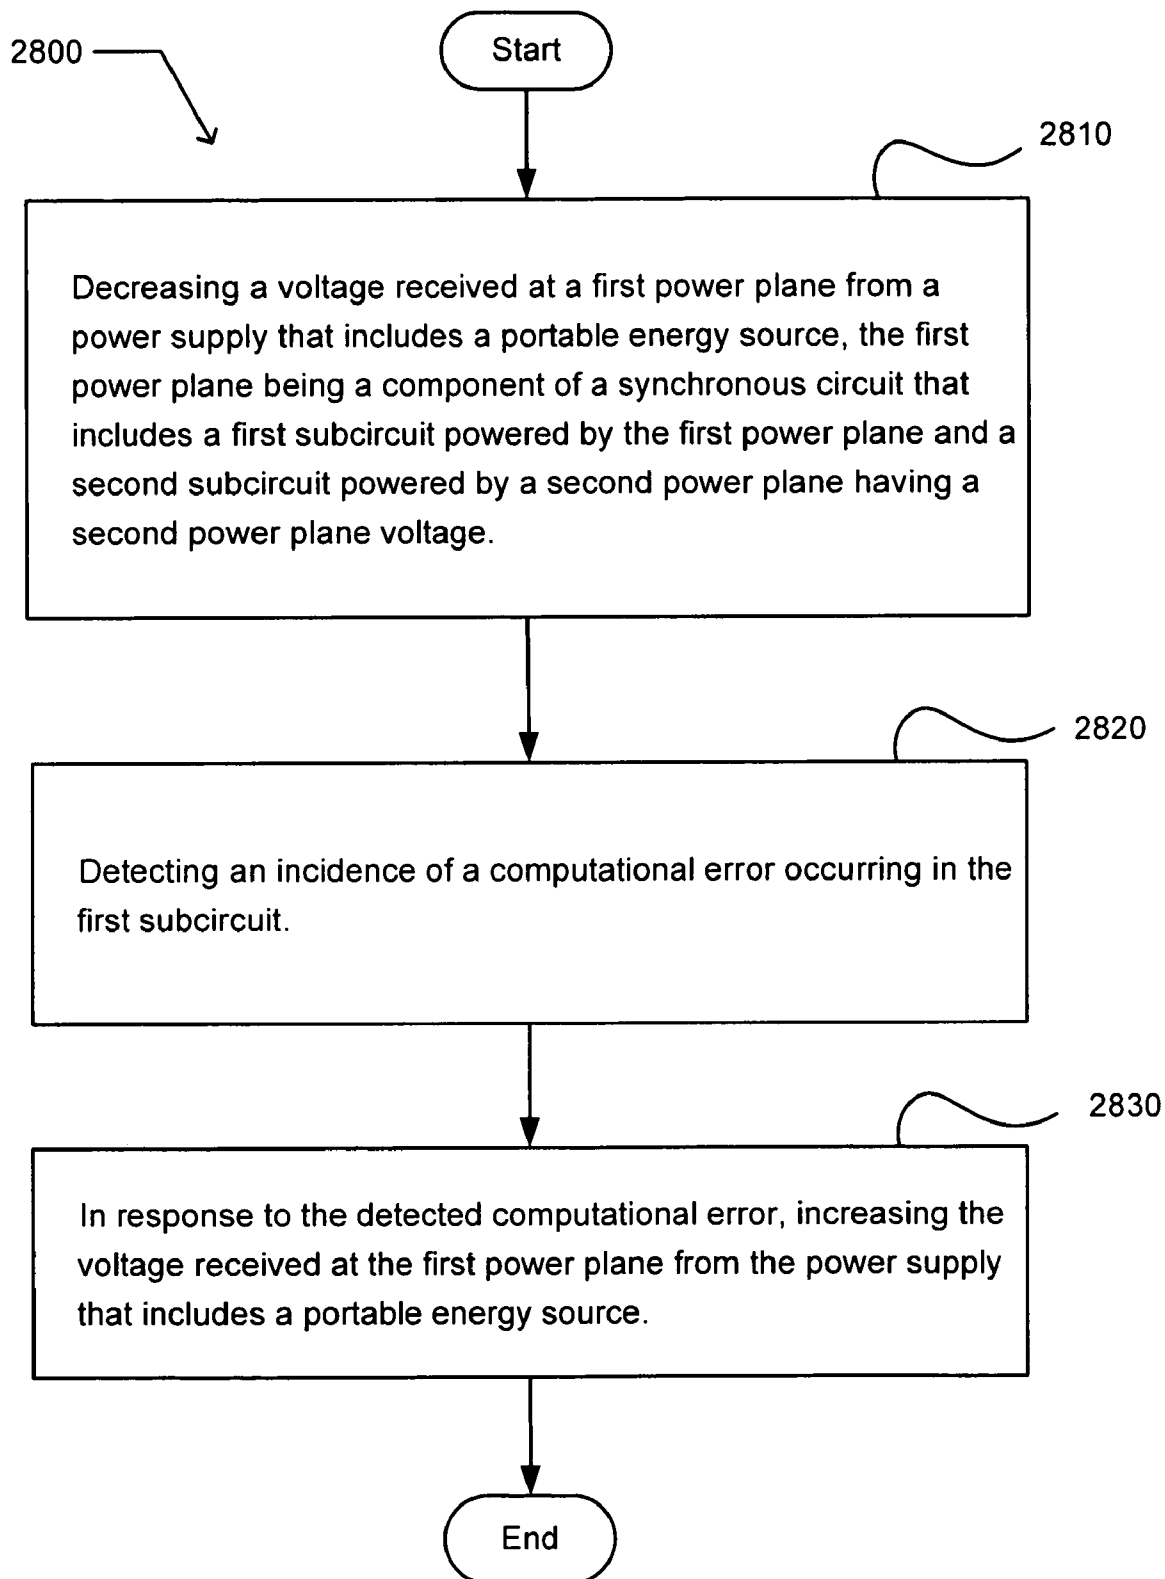 2800
Start
2810
Decreasing a voltage received at a first power plane from a
power supply that includes a portable energy source, the first
power plane being a component of a synchronous circuit that
includes a first subcircuit powered by the first power plane and a
second subcircuit powered by a second power plane having a
second power plane voltage.
2820
Detecting an incidence of a computational error occurring in the
first subcircuit.
2830
In response to the detected computational error, increasing the
voltage received at the first power plane from the power supply
that includes a portable energy source.
End